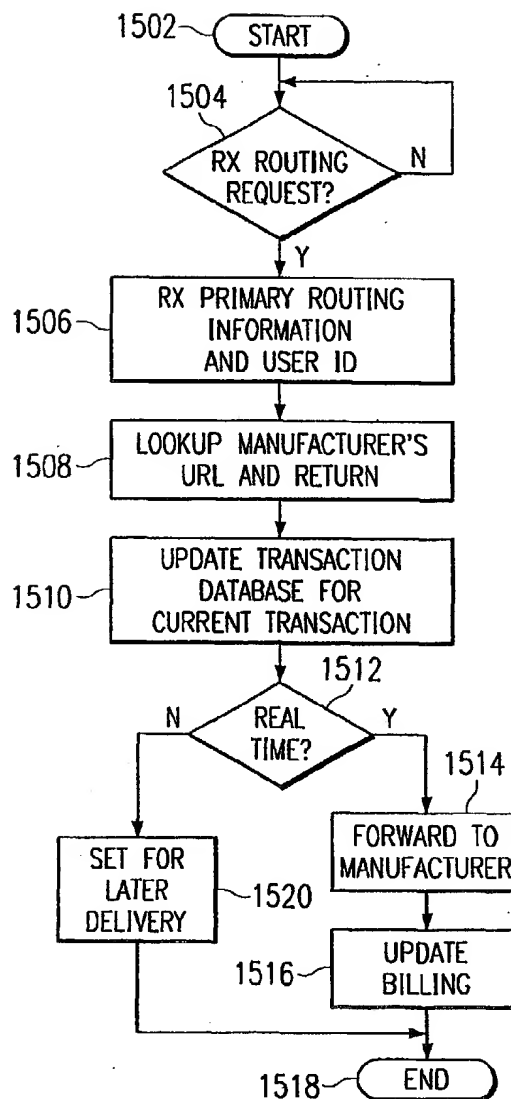 1502
START
1504
RX ROUTING
REQUEST?
N
Y
1506
RX PRIMARY ROUTING
INFORMATION
AND USER ID
1508
LOOKUP MANUFACTURER'S
URL AND RETURN
1510
UPDATE TRANSACTION
DATABASE FOR
CURRENT TRANSACTION
1512
N
REAL
TIME?
Y
1514
FORWARD TO
MANUFACTURER
SET FOR
LATER
DELIVERY
1520
1516
UPDATE
BILLING
1518
END